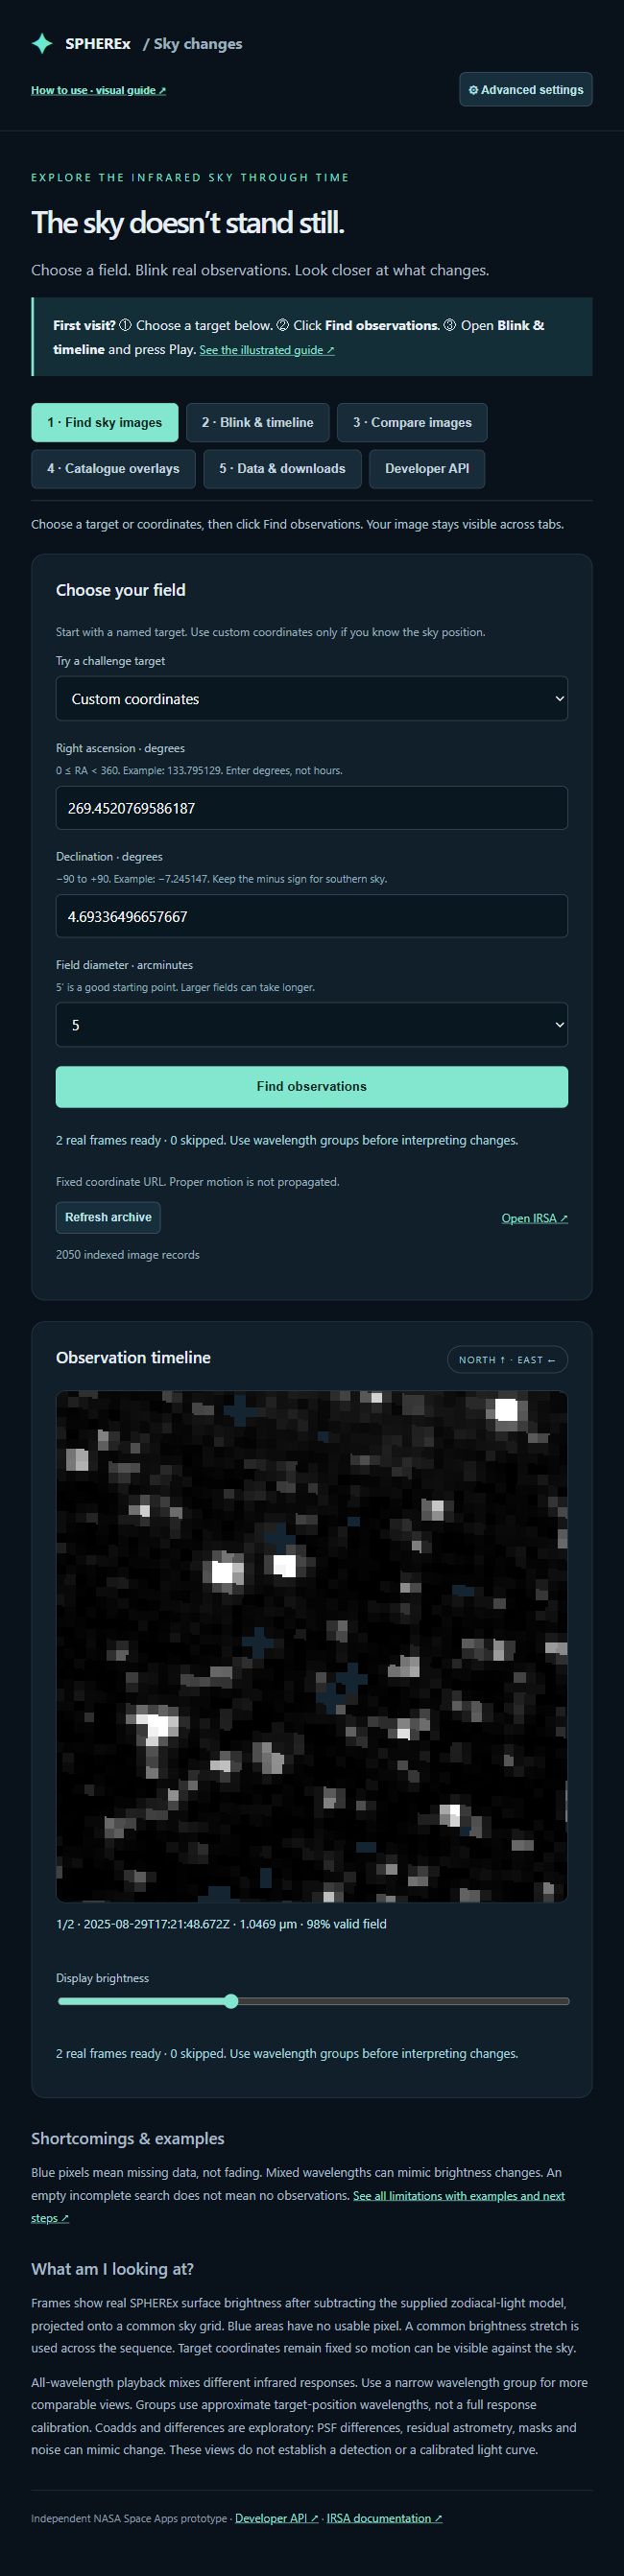 SPHEREx / Sky changes
How to use · visual guide ↗
⚙ Advanced settings
EXPLORE THE INFRARED SKY THROUGH TIME
The sky doesn’t stand still.
Choose a field. Blink real observations. Look closer at what changes.
First visit? ① Choose a target below. ② Click Find observations. ③ Open Blink &
timeline and press Play. See the illustrated guide ↗
1 · Find sky images
2 · Blink & timeline
3 · Compare images
4 · Catalogue overlays
5 · Data & downloads
Developer API
Choose a target or coordinates, then click Find observations. Your image stays visible across tabs.
Choose your field
Start with a named target. Use custom coordinates only if you know the sky position.
Try a challenge target
Custom coordinates
Right ascension · degrees
0 ≤ RA < 360. Example: 133.795129. Enter degrees, not hours.
269.4520769586187
Declination · degrees
−90 to +90. Example: −7.245147. Keep the minus sign for southern sky.
4.69336496657667
Field diameter · arcminutes
5′ is a good starting point. Larger fields can take longer.
5
Find observations
2 real frames ready · 0 skipped. Use wavelength groups before interpreting changes.
Fixed coordinate URL. Proper motion is not propagated.
Refresh archive
Open IRSA ↗
2050 indexed image records
Observation timeline
NORTH ↑ · EAST ←
1/2 · 2025-08-29T17:21:48.672Z · 1.0469 µm · 98% valid field
Display brightness
2 real frames ready · 0 skipped. Use wavelength groups before interpreting changes.
Shortcomings & examples
Blue pixels mean missing data, not fading. Mixed wavelengths can mimic brightness changes. An
empty incomplete search does not mean no observations. See all limitations with examples and next
steps ↗
What am I looking at?
Frames show real SPHEREx surface brightness after subtracting the supplied zodiacal-light model,
projected onto a common sky grid. Blue areas have no usable pixel. A common brightness stretch is
used across the sequence. Target coordinates remain fixed so motion can be visible against the sky.
All-wavelength playback mixes different infrared responses. Use a narrow wavelength group for more
comparable views. Groups use approximate target-position wavelengths, not a full response
calibration. Coadds and differences are exploratory: PSF differences, residual astrometry, masks and
noise can mimic change. These views do not establish a detection or a calibrated light curve.
Independent NASA Space Apps prototype · Developer API ↗ · IRSA documentation ↗